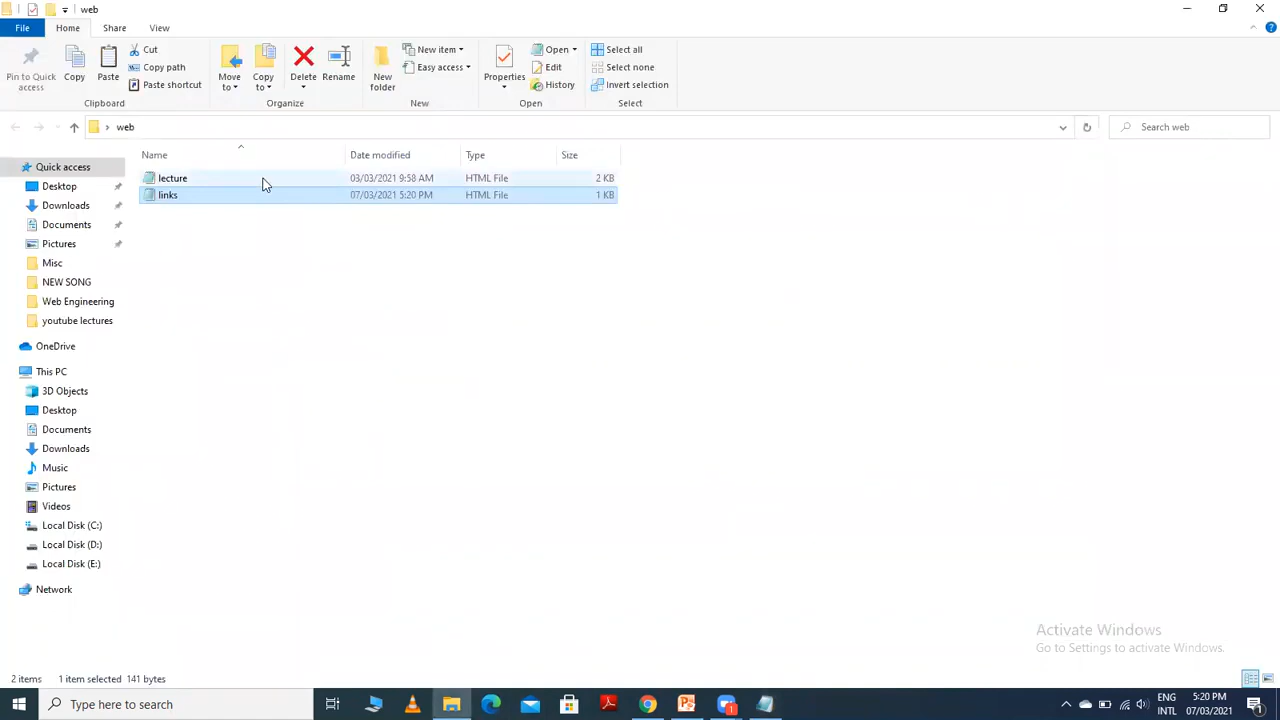 web
File Home Share View
Pin to Quick access
Copy
Paste
Cut
Copy path
Paste shortcut
Clipboard
Move to
Copy to
Delete
Rename
Organize
New folder
New item
Easy access
New
Properties
Open
Edit
History
Open
Select all
Select none
Invert selection
Select
web
Search web
Name Date modified Type Size
lecture 03/03/2021 9:58 AM HTML File 2 KB
links 07/03/2021 5:20 PM HTML File 1 KB
Quick access
Desktop
Downloads
Documents
Pictures
Misc
NEW SONG
Web Engineering
youtube lectures
OneDrive
This PC
3D Objects
Desktop
Documents
Downloads
Music
Pictures
Videos
Local Disk (C:)
Local Disk (D:)
Local Disk (E:)
Network
Activate Windows
Go to Settings to activate Windows.
2 items 1 item selected 141 bytes
Type here to search
1
ENG
INTL
5:20 PM
07/03/2021
1